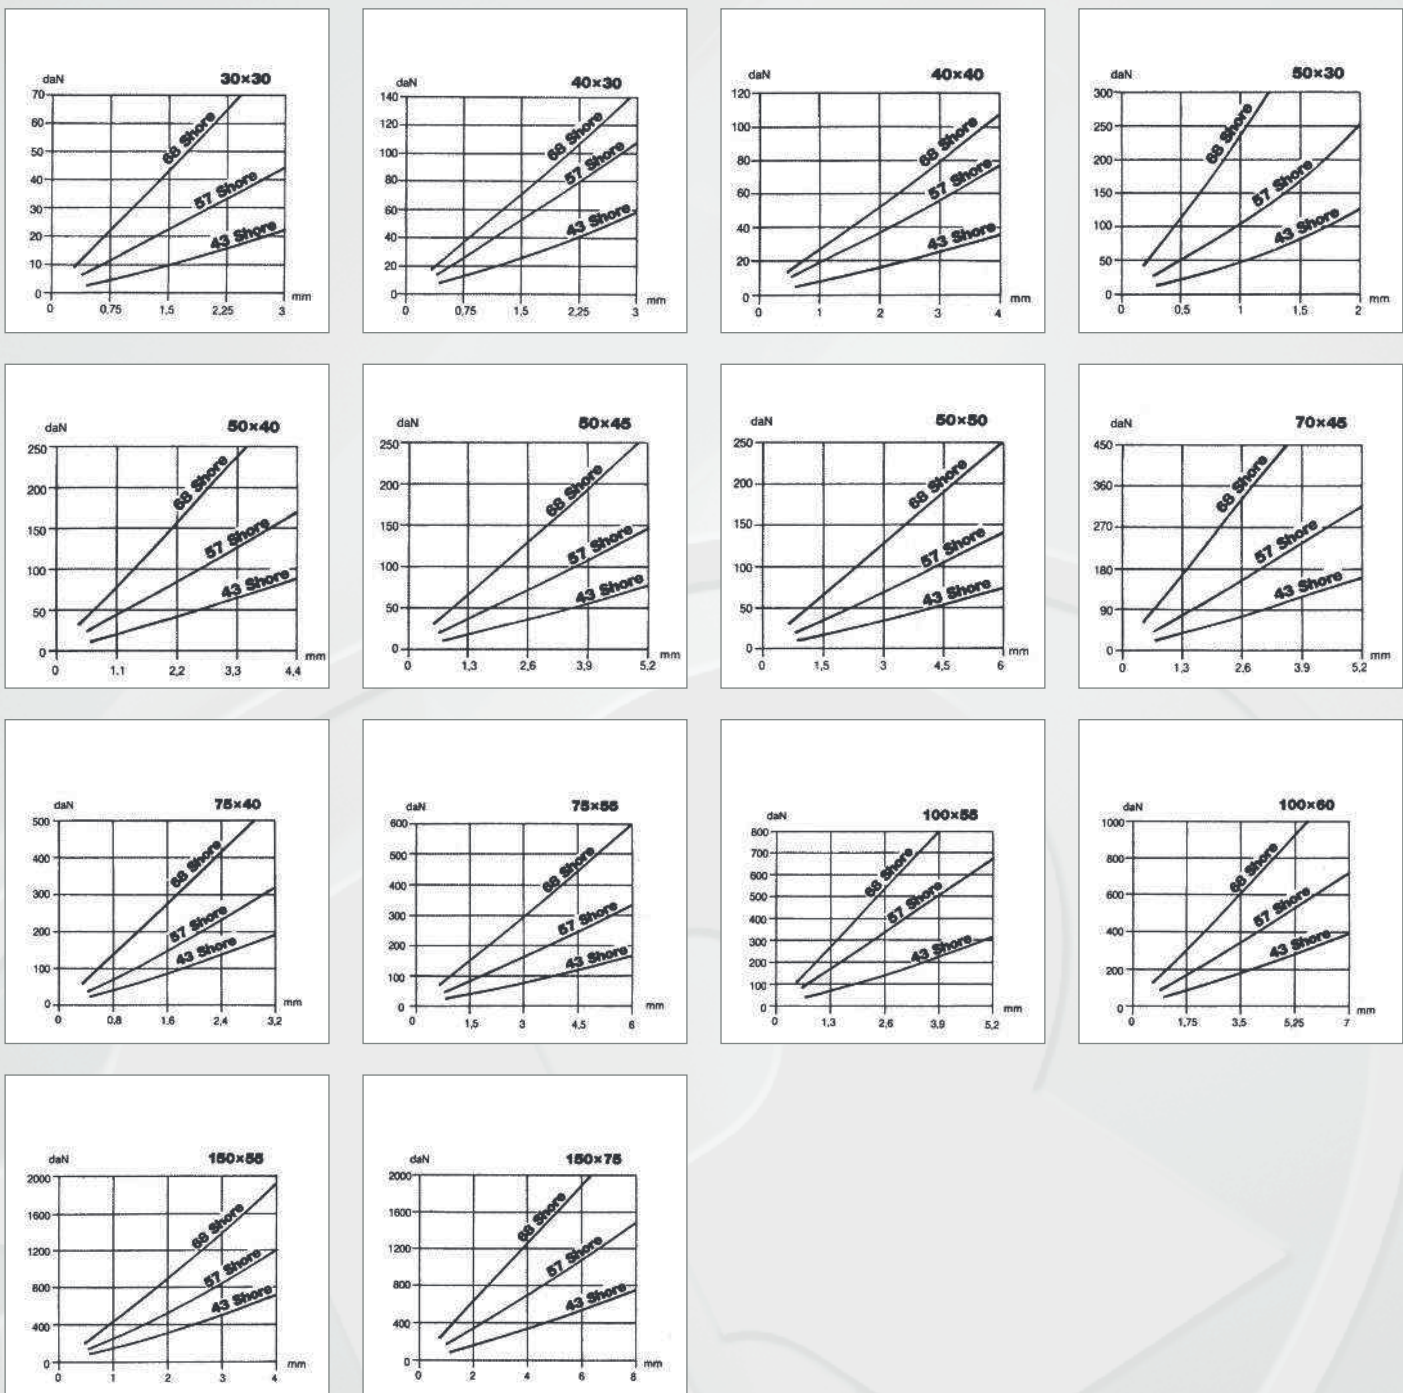 daN 30×30
70
60
50
40
30
20
10
0
68 Shore
57 Shore
43 Shore
mm
0 0,75 1,5 2,25 3
daN 40×30
140
120
100
80
60
40
20
0
68 Shore
57 Shore
43 Shore
mm
0 0,75 1,5 2,25 3
daN 40×40
120
100
80
60
40
20
0
68 Shore
57 Shore
43 Shore
mm
0 1 2 3 4
daN 50×30
300
250
200
150
100
50
0
68 Shore
57 Shore
43 Shore
mm
0 0,5 1 1,5 2
daN 50×40
250
200
150
100
50
0
68 Shore
57 Shore
43 Shore
mm
0 1,1 2,2 3,3 4,4
daN 50×45
250
200
150
100
50
0
68 Shore
57 Shore
43 Shore
mm
0 1,3 2,6 3,9 5,2
daN 50×50
250
200
150
100
50
0
68 Shore
57 Shore
43 Shore
mm
0 1,5 3 4,5 6
daN 70×45
450
360
270
180
90
0
68 Shore
57 Shore
43 Shore
mm
0 1,3 2,6 3,9 5,2
daN 75×40
500
400
300
200
100
0
68 Shore
57 Shore
43 Shore
mm
0 0,8 1,6 2,4 3,2
daN 75×55
600
500
400
300
200
100
0
68 Shore
57 Shore
43 Shore
mm
0 1,5 3 4,5 6
daN 100×55
800
700
600
500
400
300
200
100
0
68 Shore
57 Shore
43 Shore
mm
0 1,3 2,6 3,9 5,2
daN 100×60
1000
800
600
400
200
0
68 Shore
57 Shore
43 Shore
mm
0 1,75 3,5 5,25 7
daN 150×55
2000
1600
1200
800
400
0
68 Shore
57 Shore
43 Shore
mm
0 1 2 3 4
daN 150×75
2000
1600
1200
800
400
0
68 Shore
57 Shore
43 Shore
mm
0 2 4 6 8